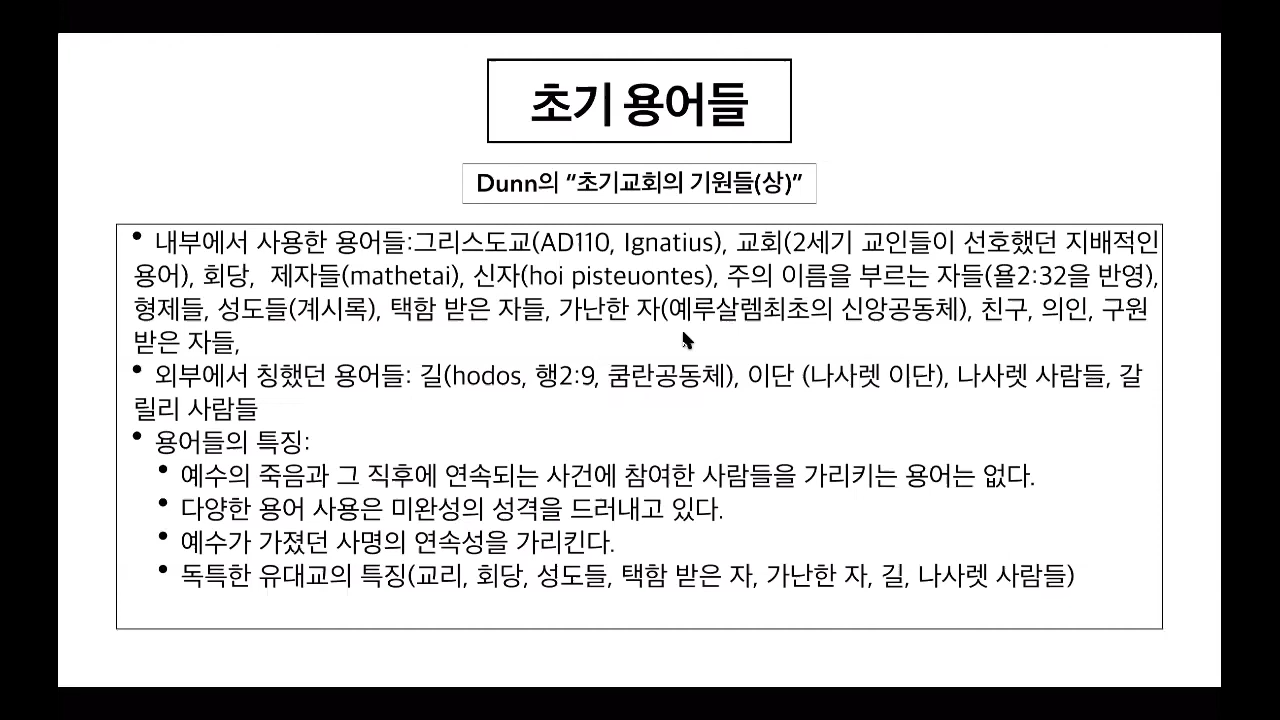 초기 용어들
Dunn의 “초기교회의 기원들(상)”
• 내부에서 사용한 용어들:그리스도교(AD110, Ignatius), 교회(2세기 교인들이 선호했던 지배적인
용어), 회당, 제자들(mathetai), 신자(hoi pisteuontes), 주의 이름을 부르는 자들(욜2:32을 반영),
형제들, 성도들(계시록), 택함 받은 자들, 가난한 자(예루살렘최초의 신앙공동체), 친구, 의인, 구원
받은 자들,
• 외부에서 칭했던 용어들: 길(hodos, 행2:9, 쿰란공동체), 이단 (나사렛 이단), 나사렛 사람들, 갈
릴리 사람들
• 용어들의 특징:
• 예수의 죽음과 그 직후에 연속되는 사건에 참여한 사람들을 가리키는 용어는 없다.
• 다양한 용어 사용은 미완성의 성격을 드러내고 있다.
• 예수가 가졌던 사명의 연속성을 가리킨다.
• 독특한 유대교의 특징(교리, 회당, 성도들, 택함 받은 자, 가난한 자, 길, 나사렛 사람들)